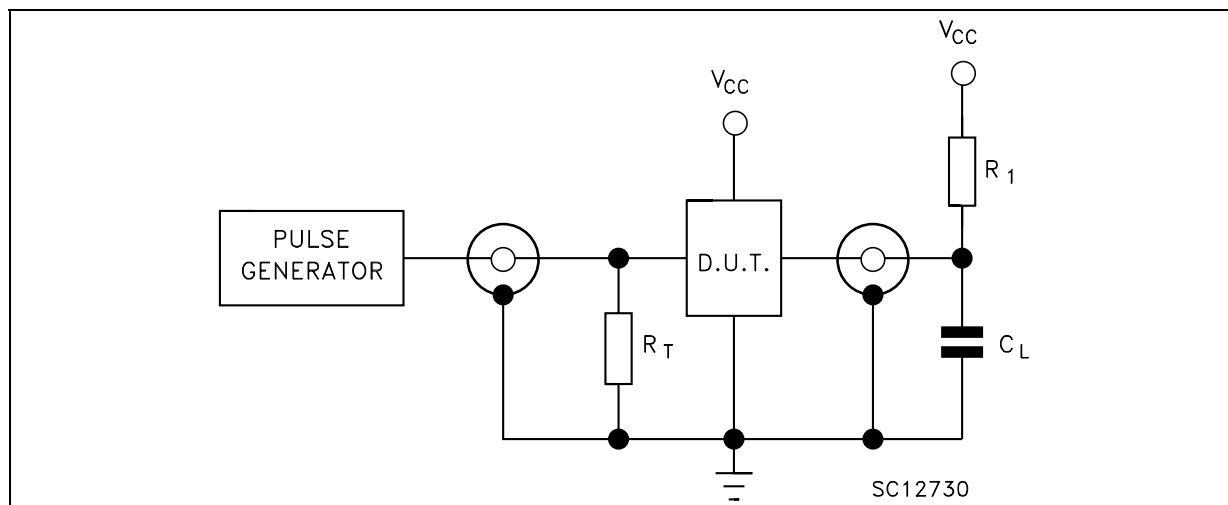 VCC
VCC
R1
PULSE
GENERATOR
D.U.T.
RT
CL
SC12730